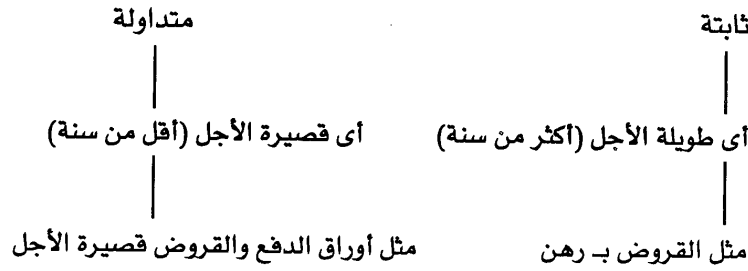 ثابتة
متداولة
أى طويلة الأجل (أكثر من سنة)
أى قصيرة الأجل (أقل من سنة)
مثل القروض بـ رهن
مثل أوراق الدفع والقروض قصيرة الأجل